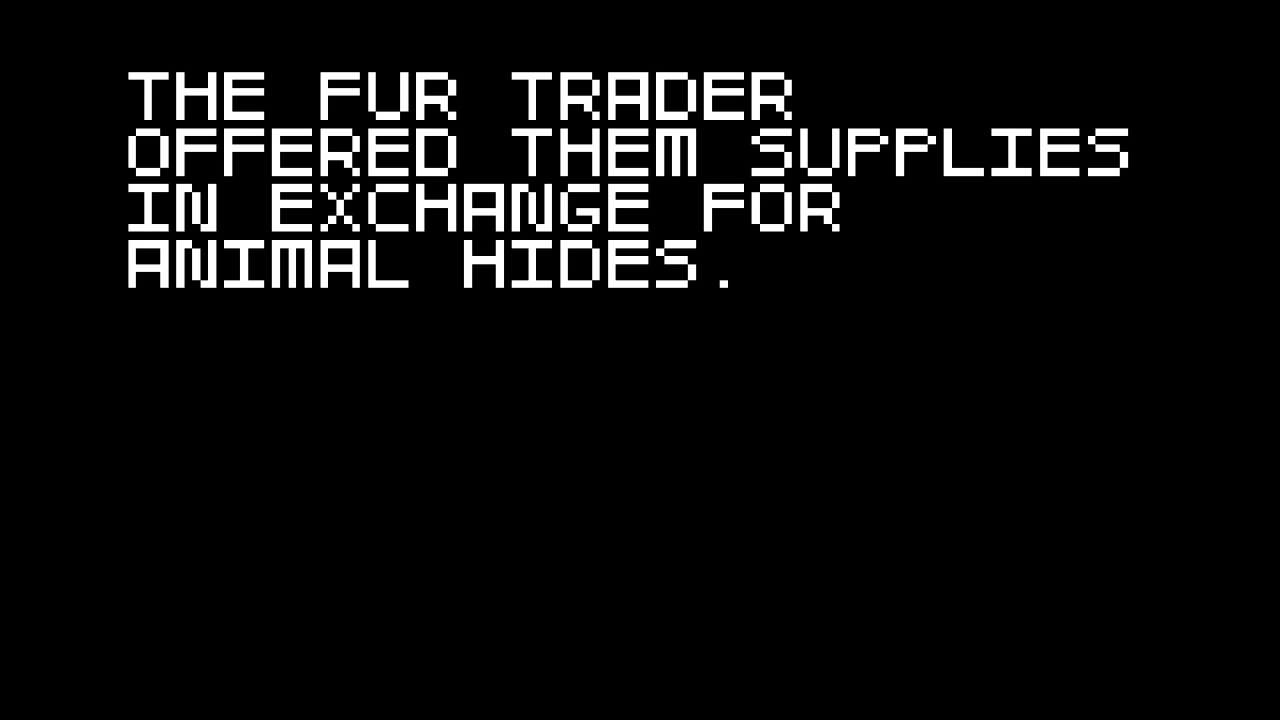 THE FUR TRADER
OFFERED THEM SUPPLIES
IN EXCHANGE FOR
ANIMAL HIDES.